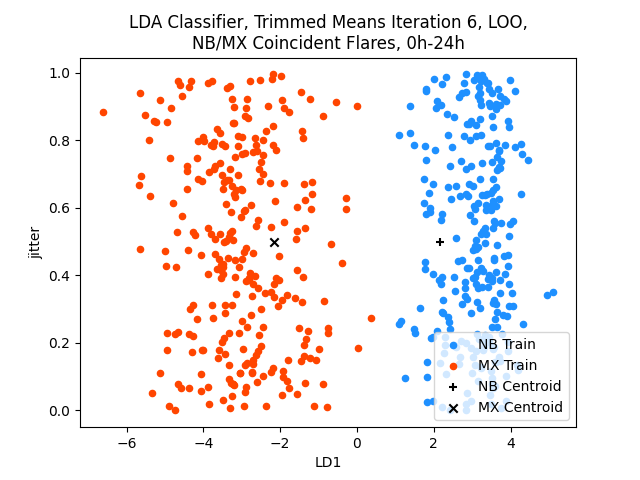 LDA Classifier, Trimmed Means Iteration 6, LOO,
NB/MX Coincident Flares, 0h-24h
1.0
0.8
0.6
0.4
0.2
0.0
jitter
−6
−4
−2
0
2
4
LD1
NB Train
MX Train
NB Centroid
MX Centroid